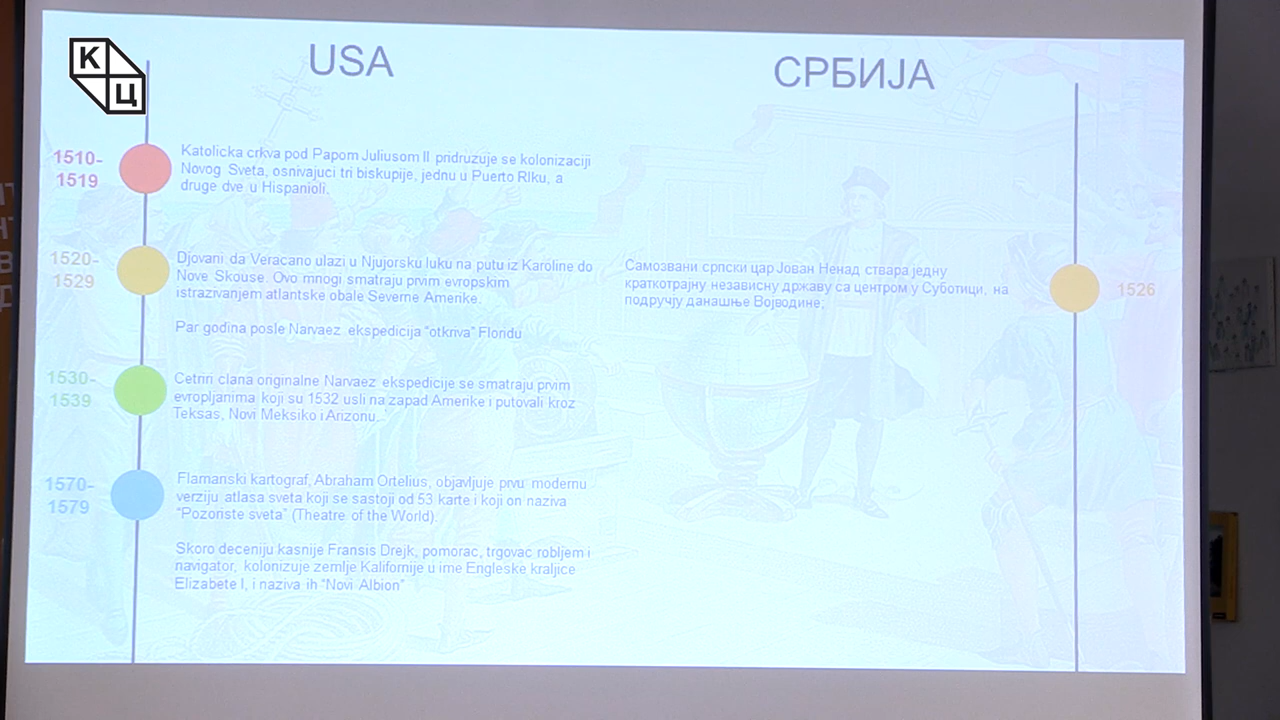 К
Ц
USA
СРБИЈА
1510-
1519
Katolicka crkva pod Papom Juliusom II pridruzuje se kolonizaciji
Novog Sveta, osnivajuci tri biskupije, jednu u Puerto RIku, a
druge dve u Hispanioli.
1520-
1529
Djovani da Veracano ulazi u Njujorsku luku na putu iz Karoline do
Nove Skouse. Ovo mnogi smatraju prvim evropskim
istrazivanjem atlantske obale Severne Amerike.
Par godina posle Narvaez ekspedicija "otkriva" Floridu
1530-
1539
Cetriri clana originalne Narvaez ekspedicije se smatraju prvim
evropljanima koji su 1532 usli na zapad Amerike i putovali kroz
Teksas, Novi Meksiko i Arizonu.
1570-
1579
Flamanski kartograf, Abraham Ortelius, objavljuje prvu modernu
verziju atlasa sveta koji se sastoji od 53 karte i koji on naziva
"Pozoriste sveta" (Theatre of the World).
Skoro deceniju kasnije Fransis Drejk, pomorac, trgovac robljem i
navigator, kolonizuje zemlje Kalifornije u ime Engleske kraljice
Elizabete I, i naziva ih "Novi Albion"
Самозвани српски цар Јован Ненад ствара једну
краткотрајну независну државу са центром у Суботици, на
подручју данашње Војводине;
1526